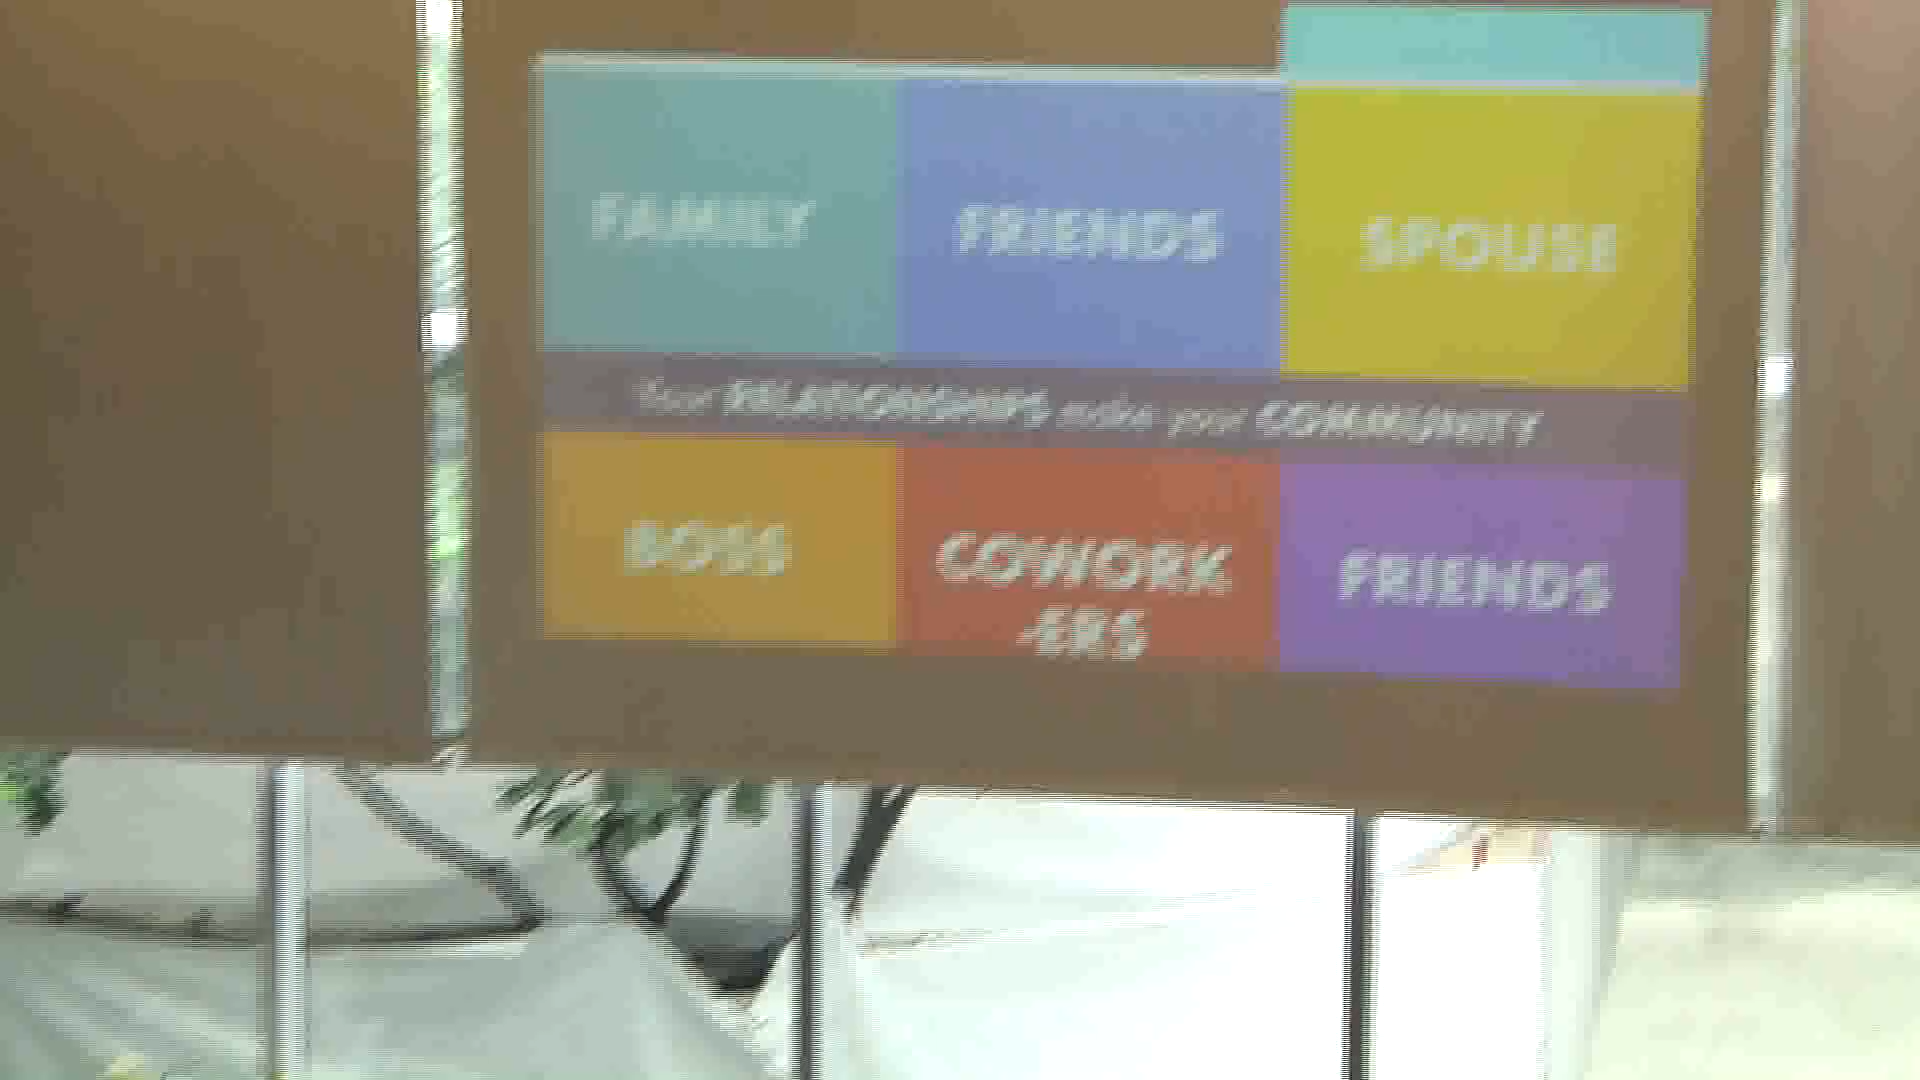 FAMILY
FRIENDS
SPOUSE
Your RELATIONSHIPS make your COMMUNITY
BOSS
COWORK
-ERS
FRIENDS